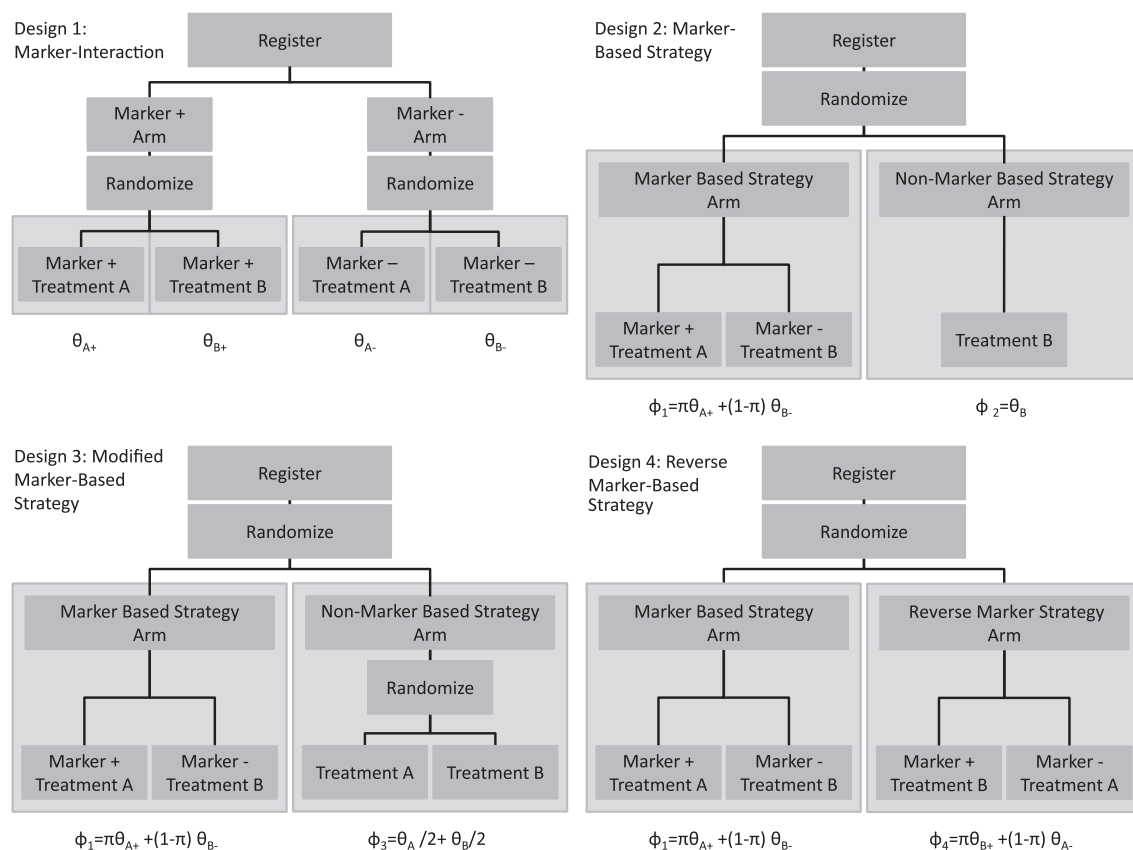 Design 1:
Marker-Interaction
Register
Marker +
Arm
Marker -
Arm
Randomize
Randomize
Marker +
Treatment A
Marker +
Treatment B
Marker –
Treatment A
Marker –
Treatment B
θA+
θB+
θA-
θB-
Design 2: Marker-
Based Strategy
Register
Randomize
Marker Based Strategy
Arm
Non-Marker Based Strategy
Arm
Marker +
Treatment A
Marker -
Treatment B
Treatment B
ϕ1=πθA+ +(1-π) θB-
ϕ 2=θB
Design 3: Modified
Marker-Based
Strategy
Register
Randomize
Marker Based Strategy
Arm
Non-Marker Based Strategy
Arm
Randomize
Marker +
Treatment A
Marker -
Treatment B
Treatment A
Treatment B
ϕ1=πθA+ +(1-π) θB-
ϕ3=θA /2+ θB/2
Design 4: Reverse
Marker-Based
Strategy
Register
Randomize
Marker Based Strategy
Arm
Reverse Marker Strategy
Arm
Marker +
Treatment A
Marker -
Treatment B
Marker +
Treatment B
Marker -
Treatment A
ϕ1=πθA+ +(1-π) θB-
ϕ4=πθB+ +(1-π) θA-